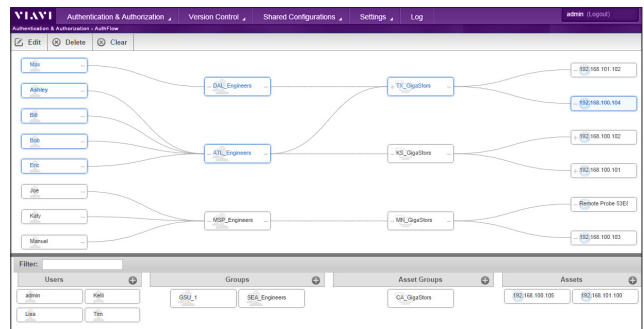 VIAVI Authentication & Authorization Version Control Shared Configurations Settings Log admin (Logout)
Authentication & Authorization » AuthFlow
Edit Delete Clear
Max
Ashley
Bill
Bob
Eric
Joe
Katy
Manual
DAL_Engineers
ATL_Engineers
MSP_Engineers
TX_GigaStors
KS_GigaStors
MN_GigaStors
192.168.101.102
192.168.100.104
192.168.100.102
192.168.100.101
Remote Probe 53E8
192.168.100.103
Filter:
Users
admin Kelli
Lisa Tim
Groups
GSU_1 SEA_Engineers
Asset Groups
CA_GigaStors
Assets
192.168.100.105 192.168.101.100